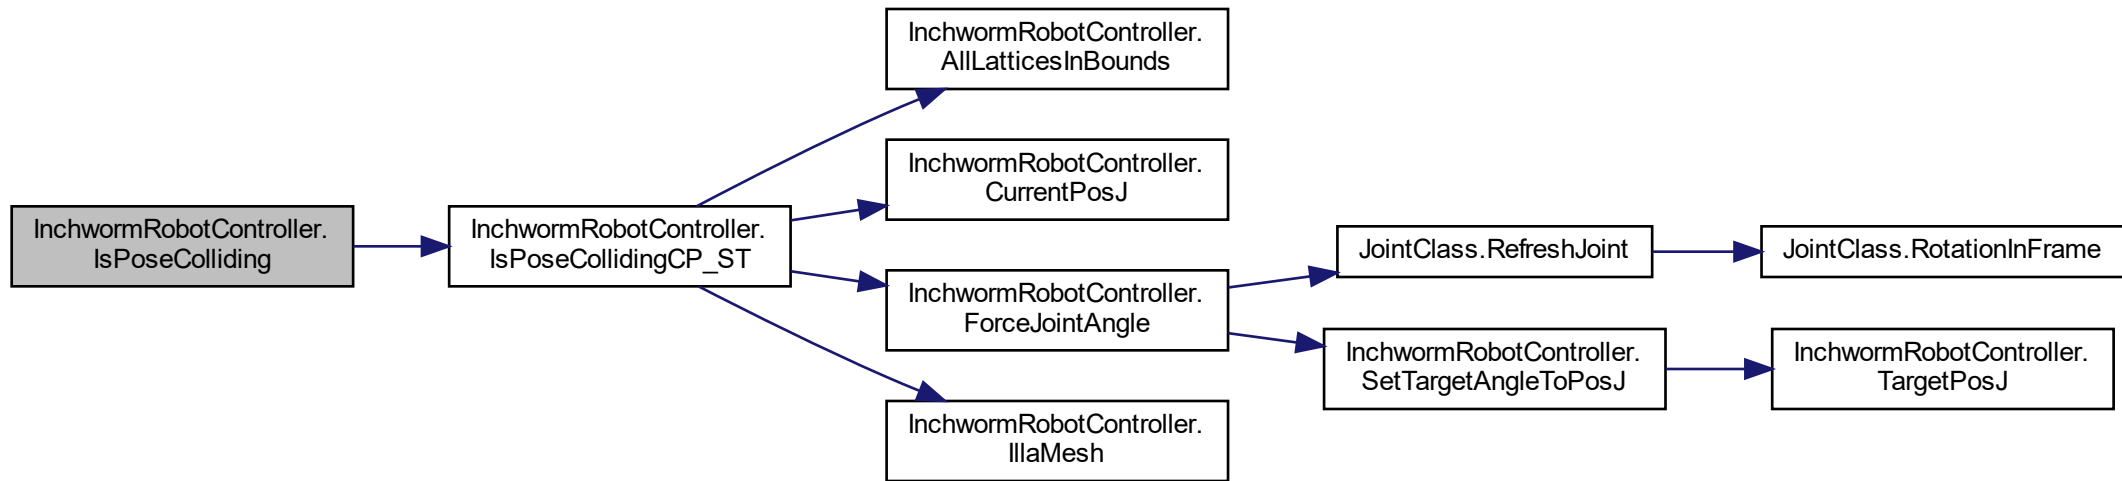 InchwormRobotController.
IsPoseColliding
InchwormRobotController.
IsPoseCollidingCP_ST
InchwormRobotController.
AllLatticesInBounds
InchwormRobotController.
CurrentPosJ
InchwormRobotController.
ForceJointAngle
InchwormRobotController.
IllaMesh
JointClass.RefreshJoint
JointClass.RotationInFrame
InchwormRobotController.
SetTargetAngleToPosJ
InchwormRobotController.
TargetPosJ